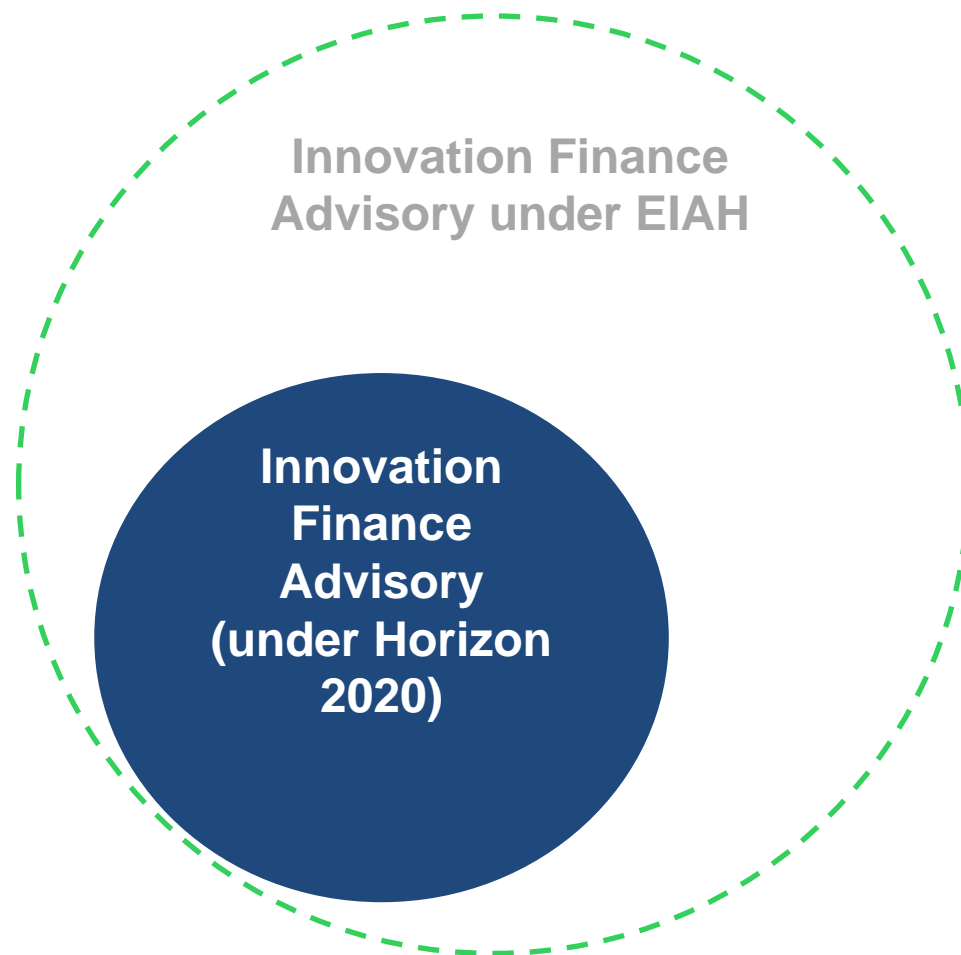 Innovation Finance
Advisory under EIAH
Innovation
Finance
Advisory
(under Horizon
2020)